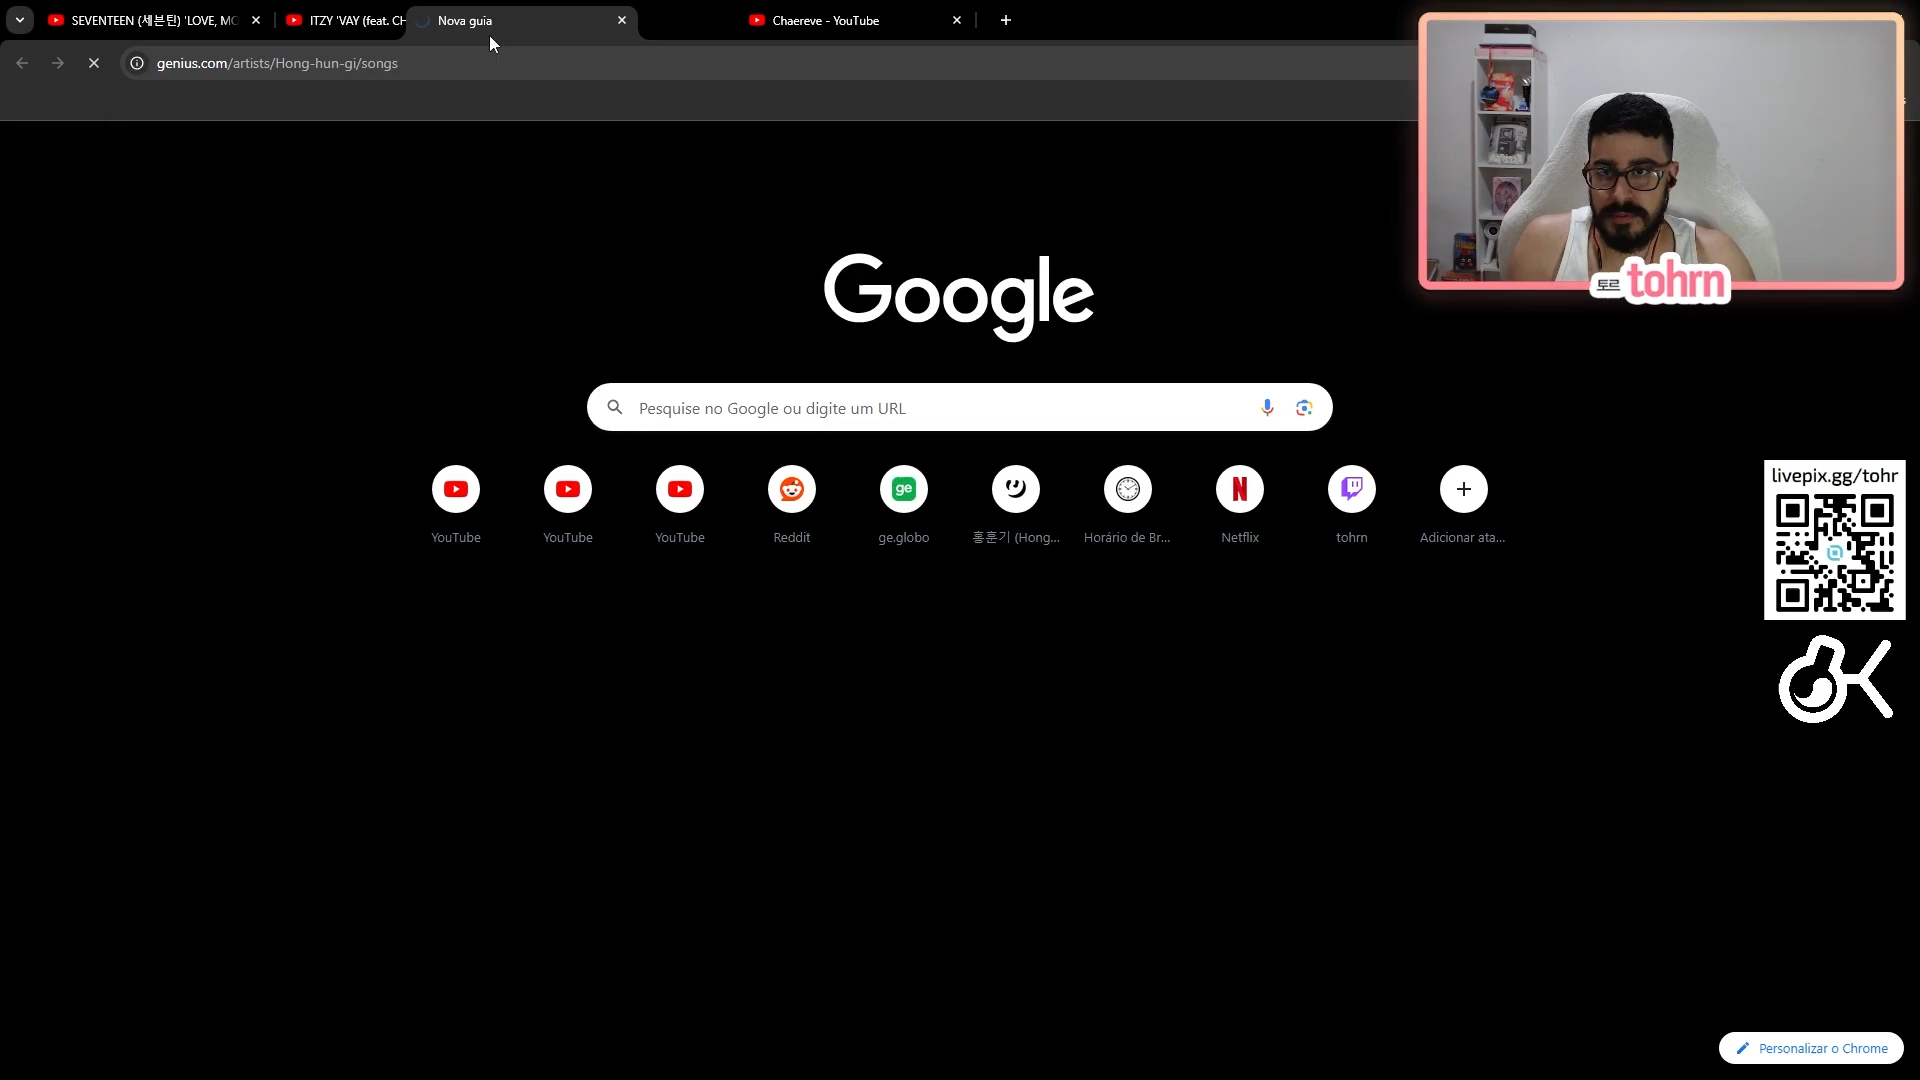 SEVENTEEN (세븐틴) 'LOVE, MO
ITZY 'VAY (feat. CH
Nova guia
Chaereve - YouTube
genius.com/artists/Hong-hun-gi/songs
토르 tohrn
Google
Pesquise no Google ou digite um URL
YouTube
YouTube
YouTube
Reddit
ge
ge.globo
홍훈기 (Hong...
Horário de Br...
N
Netflix
tohrn
Adicionar ata...
livepix.gg/tohr
Personalizar o Chrome